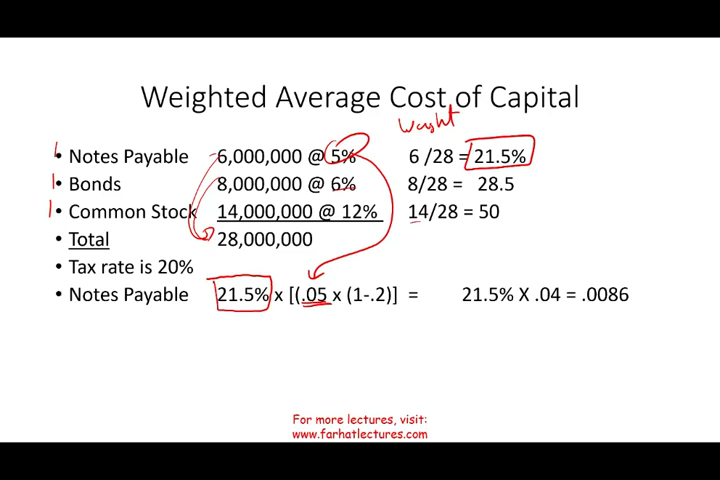 Weighted Average Cost of Capital
Weight
• Notes Payable 6,000,000 @ 5% 6 /28 = 21.5%
• Bonds 8,000,000 @ 6% 8/28 = 28.5
• Common Stock 14,000,000 @ 12% 14/28 = 50
• Total 28,000,000
• Tax rate is 20%
• Notes Payable 21.5% x [(.05 x (1-.2)] = 21.5% X .04 = .0086
For more lectures, visit:
www.farhatlectures.com